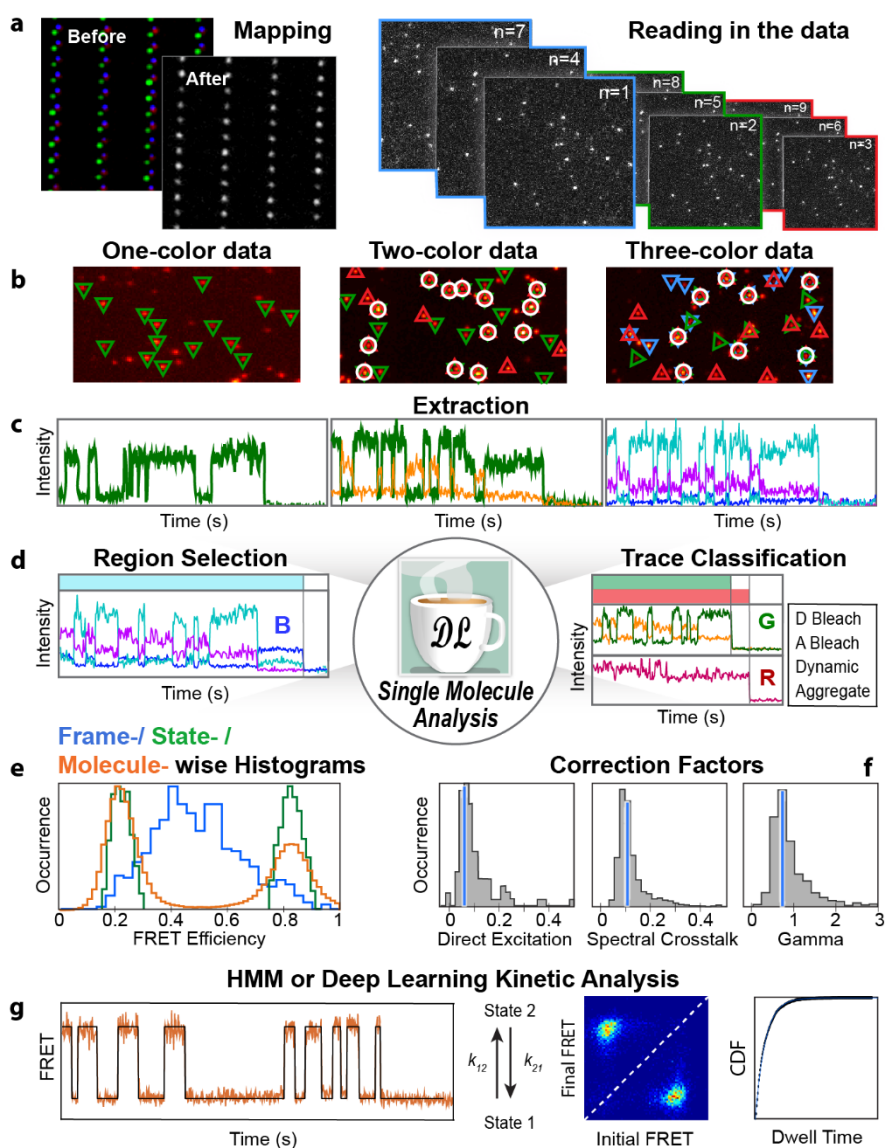 a
Before
Mapping
After
Reading in the data
n=7
n=4
n=1
n=8
n=5
n=2
n=9
n=6
n=3
One-color data
Two-color data
Three-color data
b
Extraction
c
Intensity
Time (s)
Time (s)
Time (s)
d
Region Selection
Intensity
B
Time (s)
DL
Single Molecule
Analysis
Trace Classification
Intensity
G
R
Time (s)
D Bleach
A Bleach
Dynamic
Aggregate
Frame-/ State- /
Molecule- wise Histograms
e
Occurrence
0
0.2
0.4
0.6
0.8
1
FRET Efficiency
Correction Factors
f
Occurrence
0
0.2
0.4
Direct Excitation
0
0.2
0.4
Spectral Crosstalk
0
1
2
3
Gamma
HMM or Deep Learning Kinetic Analysis
g
FRET
Time (s)
State 2
k12
k21
State 1
Final FRET
Initial FRET
CDF
Dwell Time